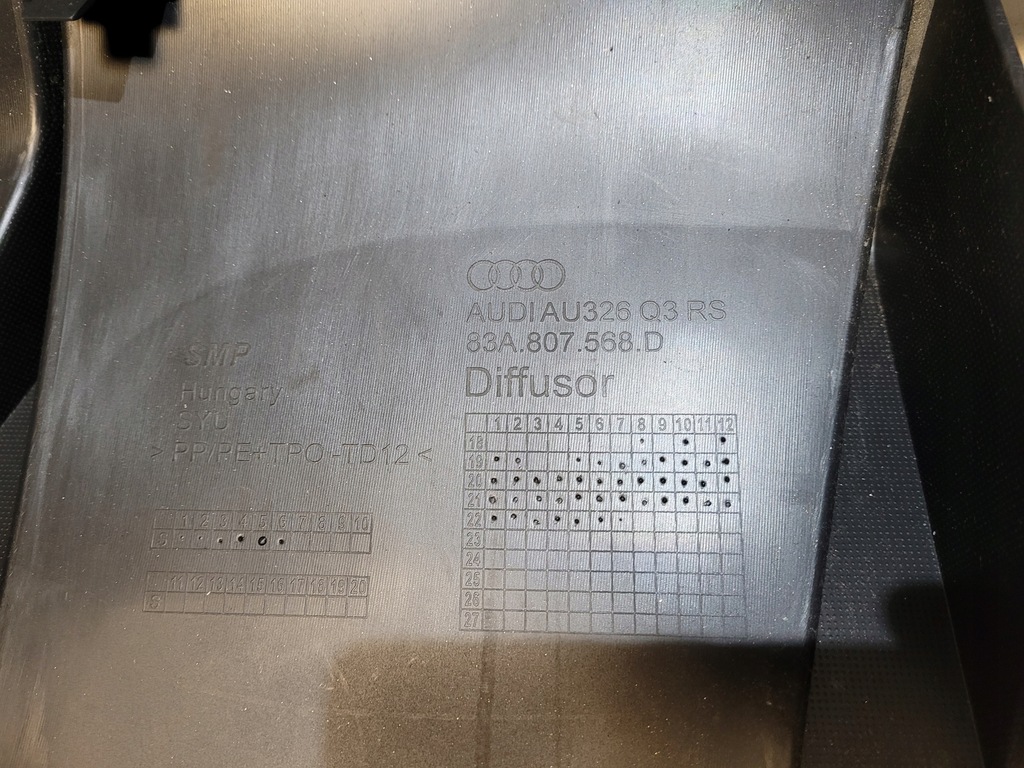 AUDI AU326 Q3 RS
83A.807.568.D
Diffusor
SMP
Hungary
SYU
> PP/PE+TPO-TD12 <
1 2 3 4 5 6 7 8 9 10 11 12
18
19
20
21
22
23
24
25
26
27
1 2 3 4 5 6 7 8 9 10
S
11 12 13 14 15 16 17 18 19 20
S